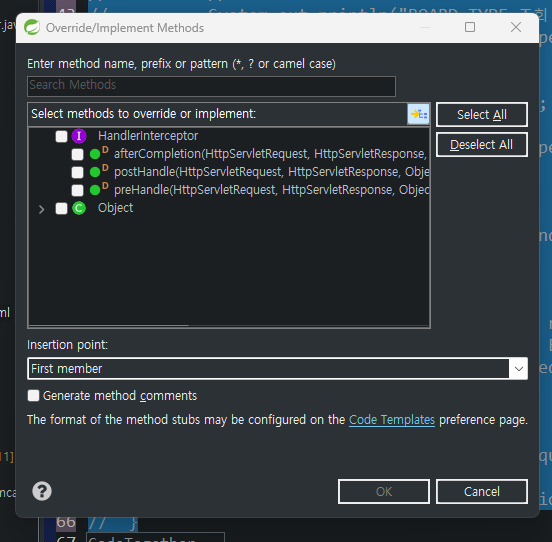 Override/Implement Methods
Enter method name, prefix or pattern (*, ? or camel case)
Search Methods
Select methods to override or implement:
Select All
Deselect All
HandlerInterceptor
afterCompletion(HttpServletRequest, HttpServletResponse,
postHandle(HttpServletRequest, HttpServletResponse, Obje
preHandle(HttpServletRequest, HttpServletResponse, Objec
Object
Insertion point:
First member
Generate method comments
The format of the method stubs may be configured on the Code Templates preference page.
OK
Cancel
66 // }